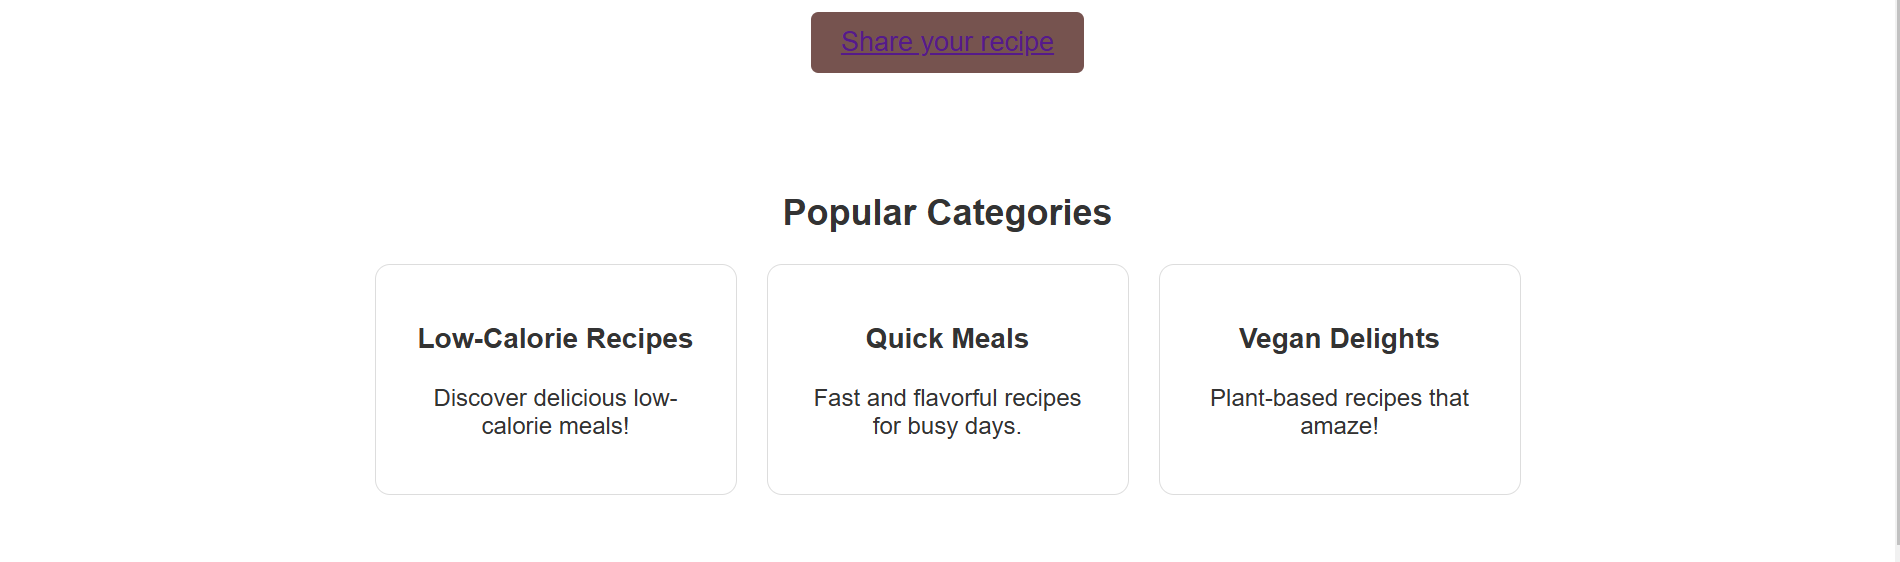 Share your recipe
Popular Categories
Low-Calorie Recipes
Discover delicious low-
calorie meals!
Quick Meals
Fast and flavorful recipes
for busy days.
Vegan Delights
Plant-based recipes that
amaze!